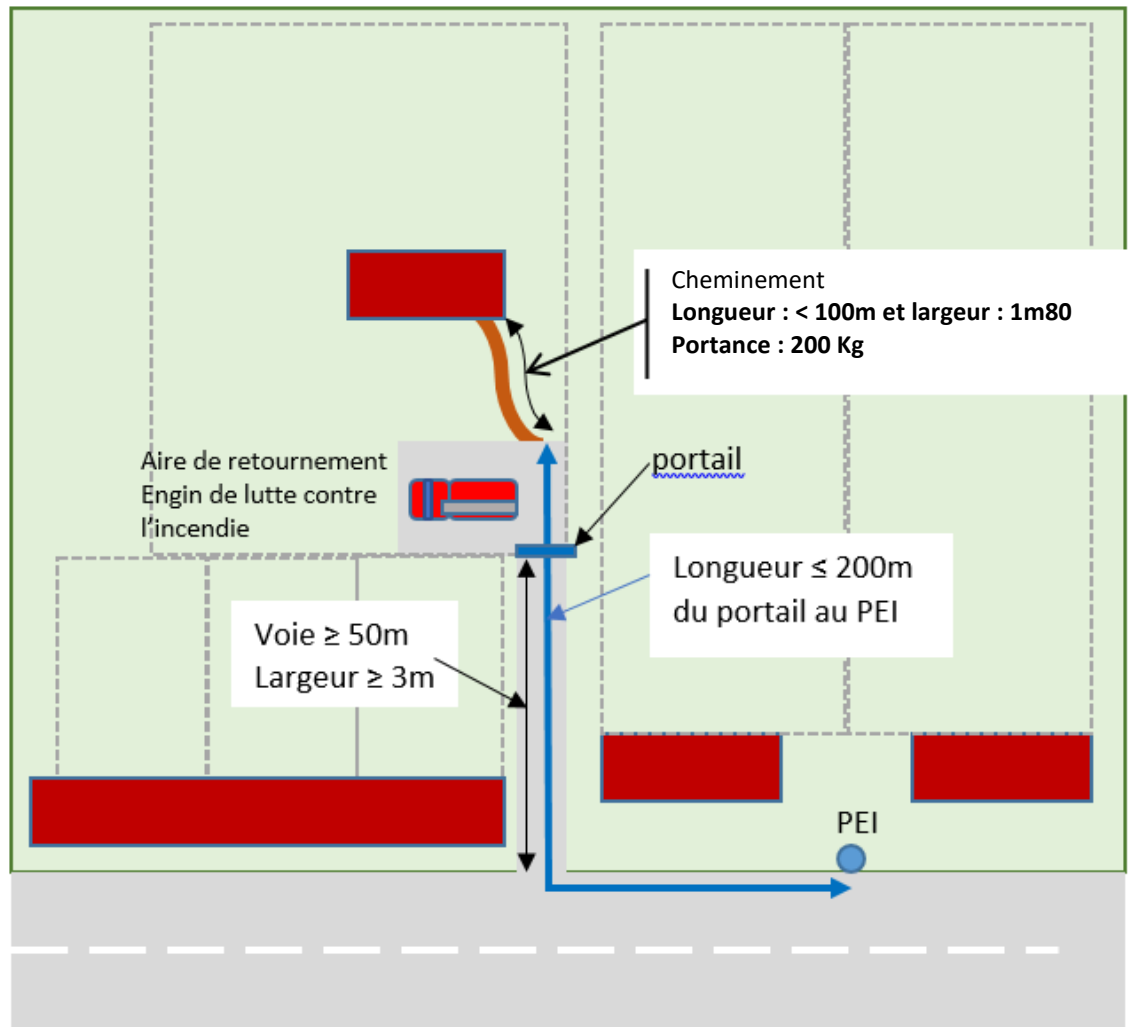 Cheminement
Longueur : < 100m et largeur : 1m80
Portance : 200 Kg
Aire de retournement
Engin de lutte contre
l’incendie
portail
Longueur ≤ 200m
du portail au PEI
Voie ≥ 50m
Largeur ≥ 3m
PEI